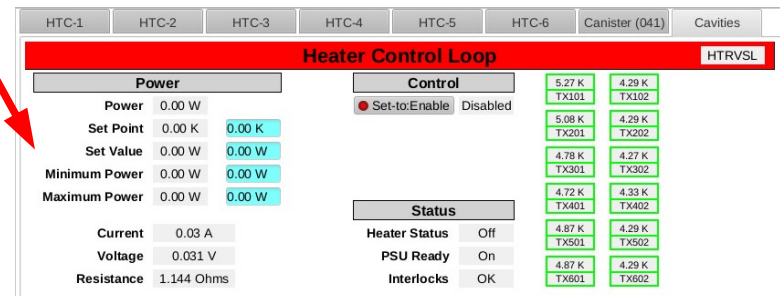 HTC-1 HTC-2 HTC-3 HTC-4 HTC-5 HTC-6 Canister (041) Cavities
Heater Control Loop HTRVSL
Power
Power 0.00 W
Set Point 0.00 K 0.00 K
Set Value 0.00 W 0.00 W
Minimum Power 0.00 W 0.00 W
Maximum Power 0.00 W 0.00 W
Current 0.03 A
Voltage 0.031 V
Resistance 1.144 Ohms
Control
Set-to:Enable Disabled
Status
Heater Status Off
PSU Ready On
Interlocks OK
5.27 K 4.29 K
TX101 TX102
5.08 K 4.29 K
TX201 TX202
4.78 K 4.27 K
TX301 TX302
4.72 K 4.33 K
TX401 TX402
4.87 K 4.29 K
TX501 TX502
4.87 K 4.29 K
TX601 TX602